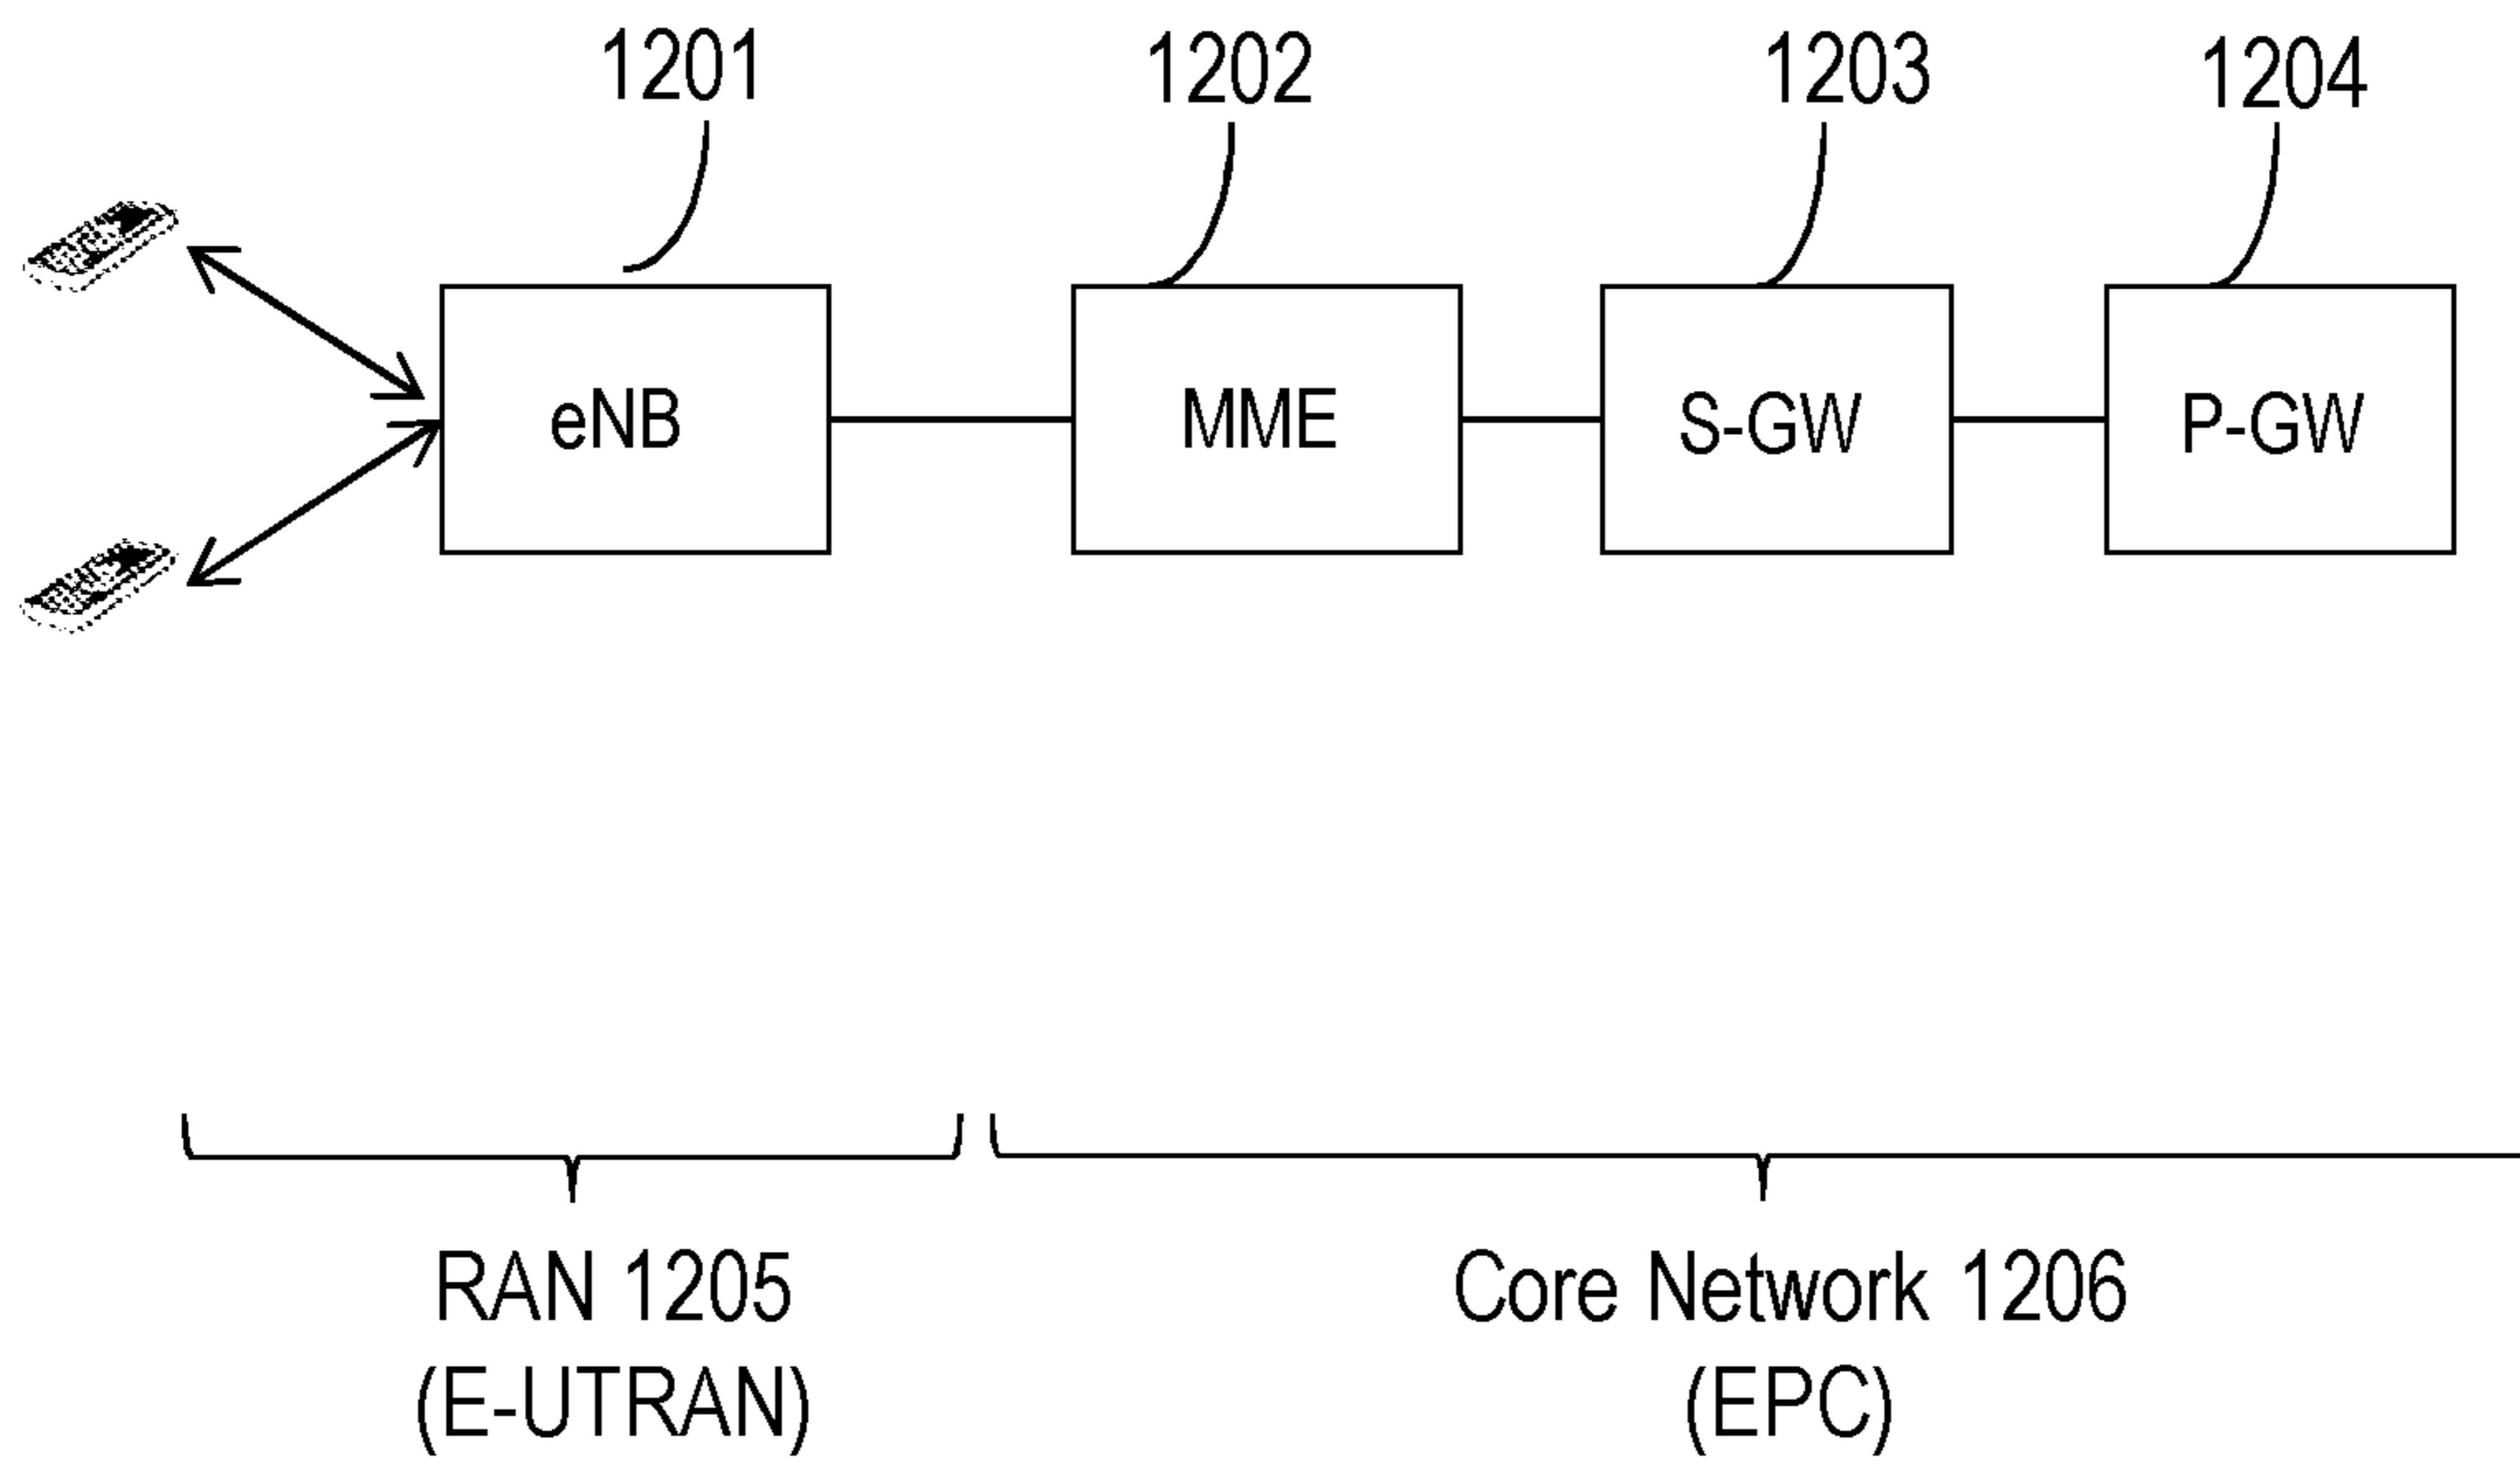 1201
1202
1203
1204
eNB
MME
S-GW
P-GW
RAN 1205
(E-UTRAN)
Core Network 1206
(EPC)